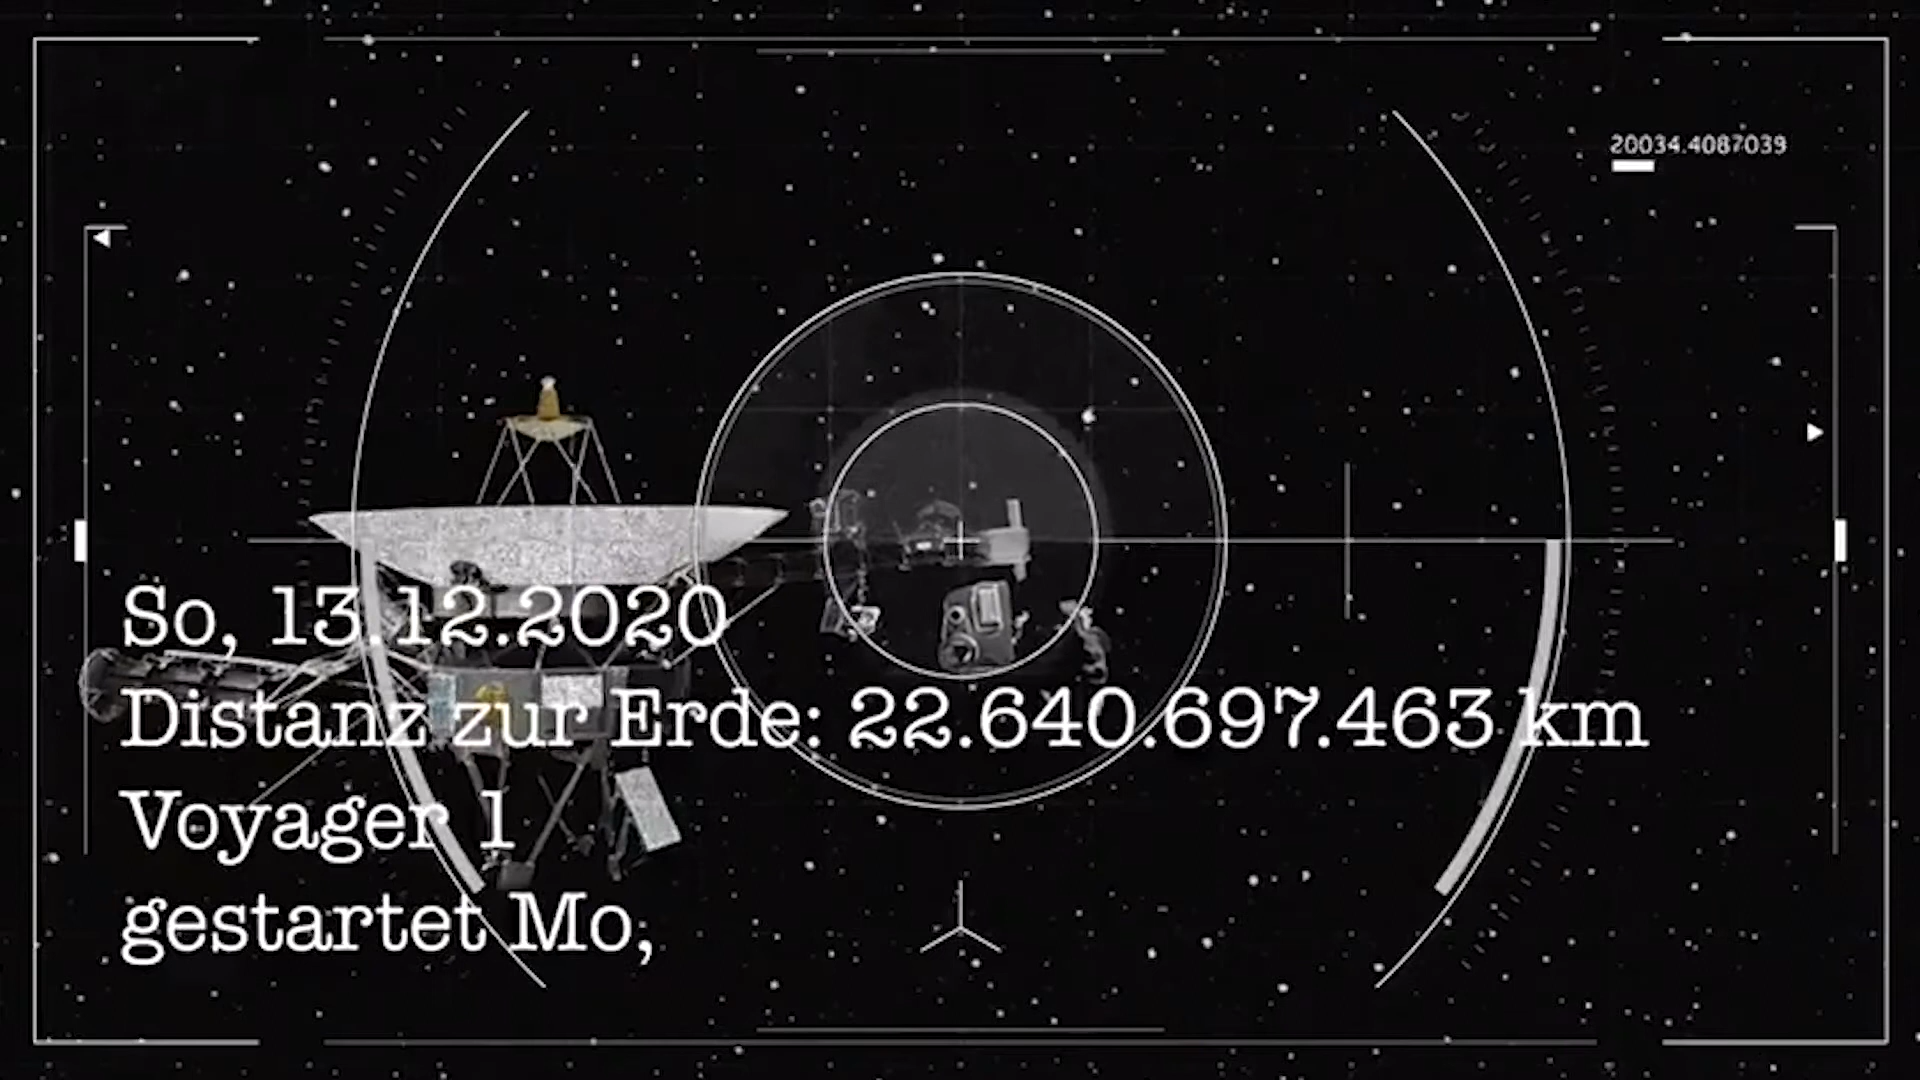 20034.4087039
So, 13.12.2020
Distanz zur Erde: 22.640.697.463 km
Voyager 1
gestartet Mo,